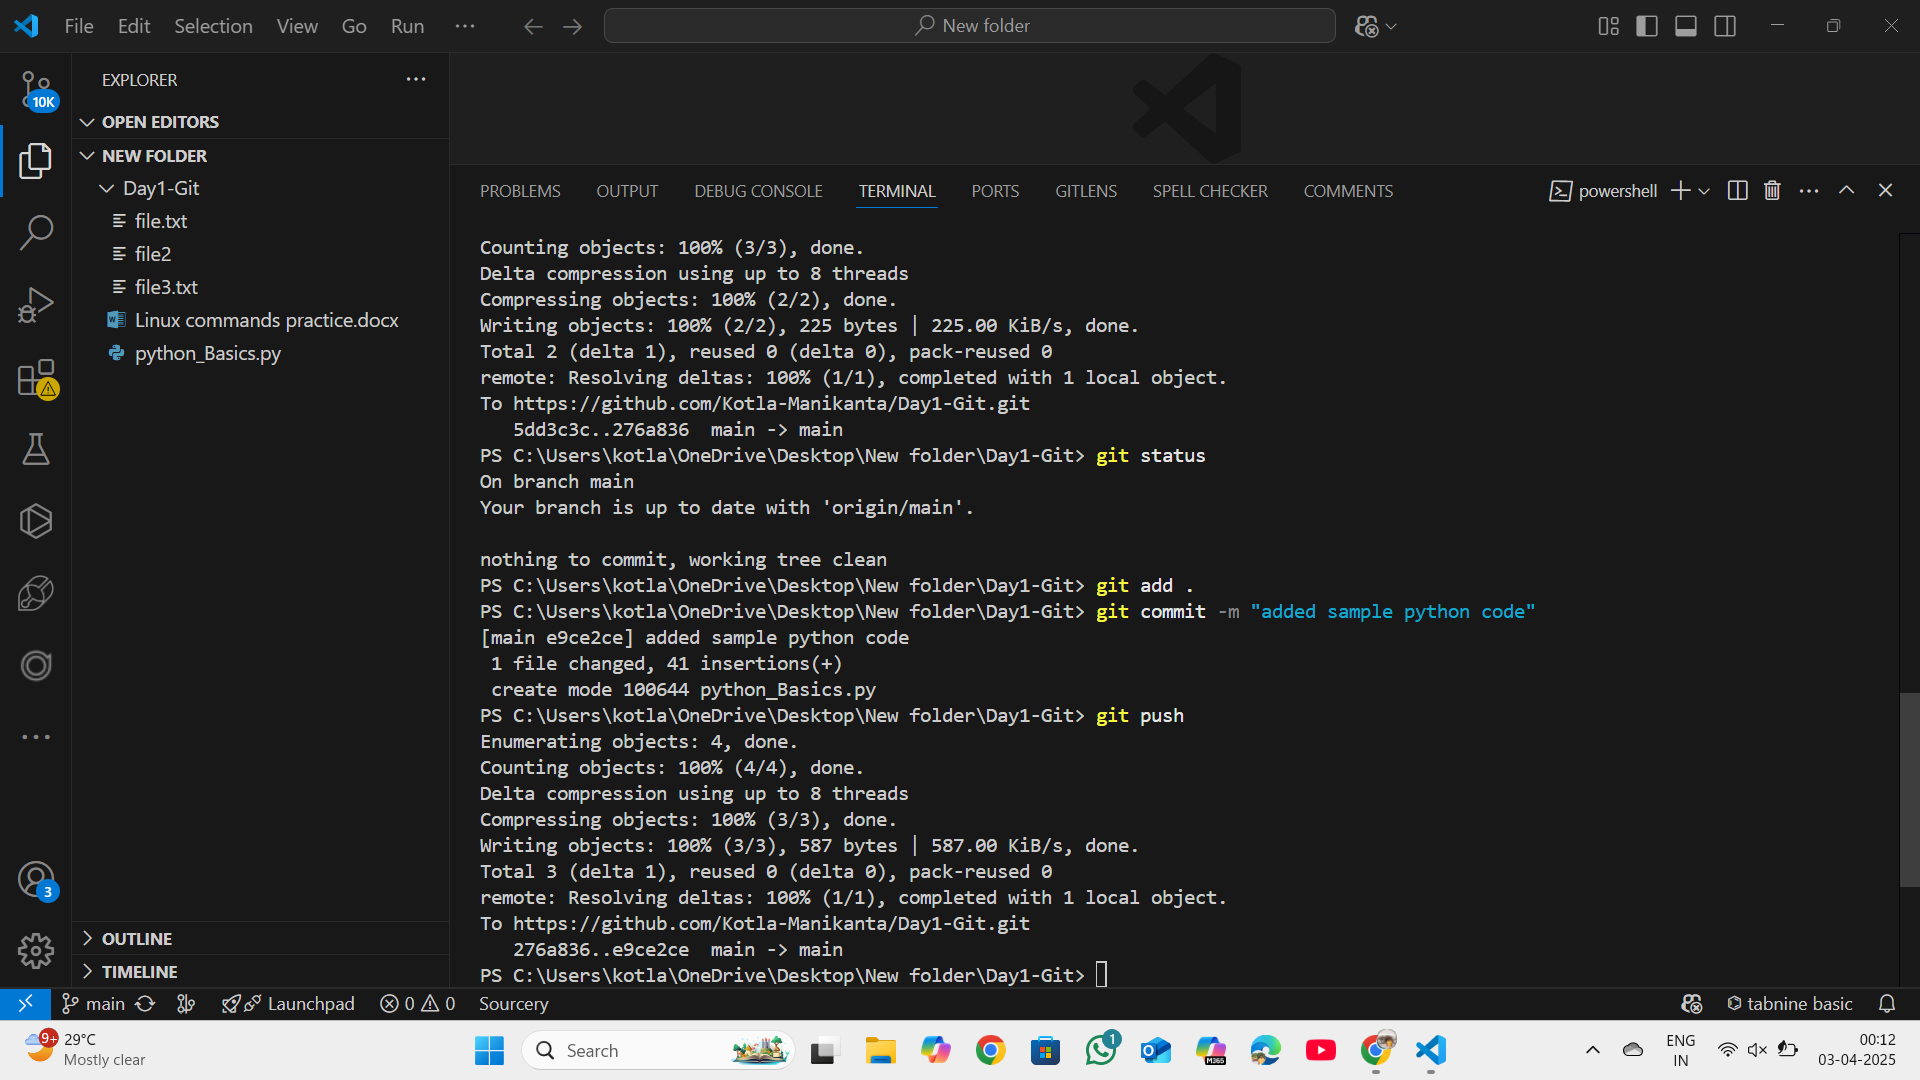 File Edit Selection View Go Run
New folder
10K
EXPLORER
OPEN EDITORS
NEW FOLDER
Day1-Git
file.txt
file2
file3.txt
Linux commands practice.docx
python_Basics.py
3
OUTLINE
TIMELINE
PROBLEMS OUTPUT DEBUG CONSOLE TERMINAL PORTS GITLENS SPELL CHECKER COMMENTS
powershell
Counting objects: 100% (3/3), done.
Delta compression using up to 8 threads
Compressing objects: 100% (2/2), done.
Writing objects: 100% (2/2), 225 bytes | 225.00 KiB/s, done.
Total 2 (delta 1), reused 0 (delta 0), pack-reused 0
remote: Resolving deltas: 100% (1/1), completed with 1 local object.
To https://github.com/Kotla-Manikanta/Day1-Git.git
5dd3c3c..276a836  main -> main
PS C:\Users\kotla\OneDrive\Desktop\New folder\Day1-Git> git status
On branch main
Your branch is up to date with 'origin/main'.
nothing to commit, working tree clean
PS C:\Users\kotla\OneDrive\Desktop\New folder\Day1-Git> git add .
PS C:\Users\kotla\OneDrive\Desktop\New folder\Day1-Git> git commit -m "added sample python code"
[main e9ce2ce] added sample python code
1 file changed, 41 insertions(+)
create mode 100644 python_Basics.py
PS C:\Users\kotla\OneDrive\Desktop\New folder\Day1-Git> git push
Enumerating objects: 4, done.
Counting objects: 100% (4/4), done.
Delta compression using up to 8 threads
Compressing objects: 100% (3/3), done.
Writing objects: 100% (3/3), 587 bytes | 587.00 KiB/s, done.
Total 3 (delta 1), reused 0 (delta 0), pack-reused 0
remote: Resolving deltas: 100% (1/1), completed with 1 local object.
To https://github.com/Kotla-Manikanta/Day1-Git.git
276a836..e9ce2ce  main -> main
PS C:\Users\kotla\OneDrive\Desktop\New folder\Day1-Git>
main Launchpad 0 0 Sourcery tabnine basic
9+
29°C
Mostly clear
Search
1
M365
ENG
IN
00:12
03-04-2025